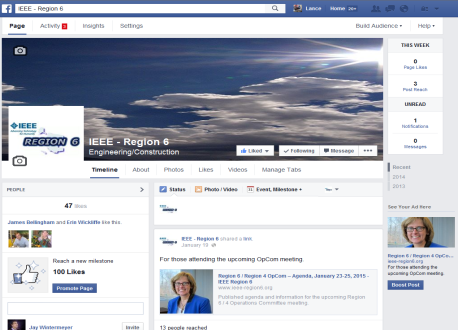 f IEEE - Region 6 Lance Home 20+
Page Activity Insights Settings Build Audience Help
THIS WEEK
0
Page Likes
3
Post Reach
UNREAD
1
Notifications
0
Messages
IEEE
REGION 6
IEEE - Region 6
Engineering/Construction
Liked Following Message
Timeline About Photos Likes Videos Manage Tabs
Recent
2014
2013
PEOPLE
47 likes
James Bellingham and Eric Wickliffe like this.
Reach a new milestone
100 Likes
Promote Page
Jay Wintermeyer Invite
Status Photo / Video Event, Milestone +
IEEE - Region 6 shared a link.
January 19
For those attending the upcoming OpCom meeting.
Region 6 / Region 4 OpCom – Agenda, January 23-25, 2015 -
IEEE Region 6
www.ieee-region6.org
Published agenda and information for the upcoming Region
6 / 4 Operations Committee meeting.
13 people reached
See Your Ad Here
Region 6 / Region 4 OpCo...
ieee-region6.org
For those attending the
upcoming OpCom meeting.
Boost Post